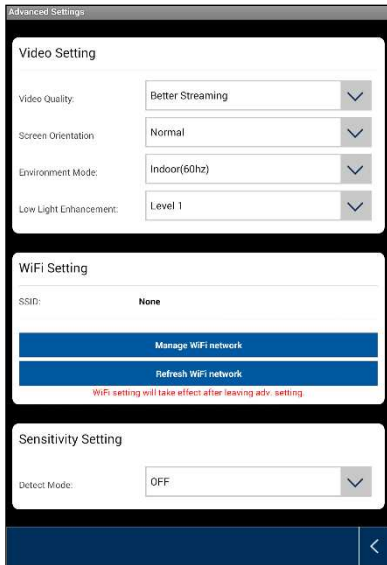 Advanced Settings
Video Setting
Video Quality: Better Streaming
Screen Orientation Normal
Environment Mode: Indoor(60hz)
Low Light Enhancement: Level 1
WiFi Setting
SSID: None
Manage WiFi network
Refresh WiFi network
WiFi setting will take effect after leaving adv. setting.
Sensitivity Setting
Detect Mode: OFF